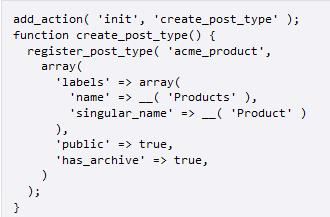 add_action( 'init', 'create_post_type' );
function create_post_type() {
  register_post_type( 'acme_product',
    array(
      'labels' => array(
        'name' => __( 'Products' ),
        'singular_name' => __( 'Product' )
      ),
      'public' => true,
      'has_archive' => true,
    )
  );
}